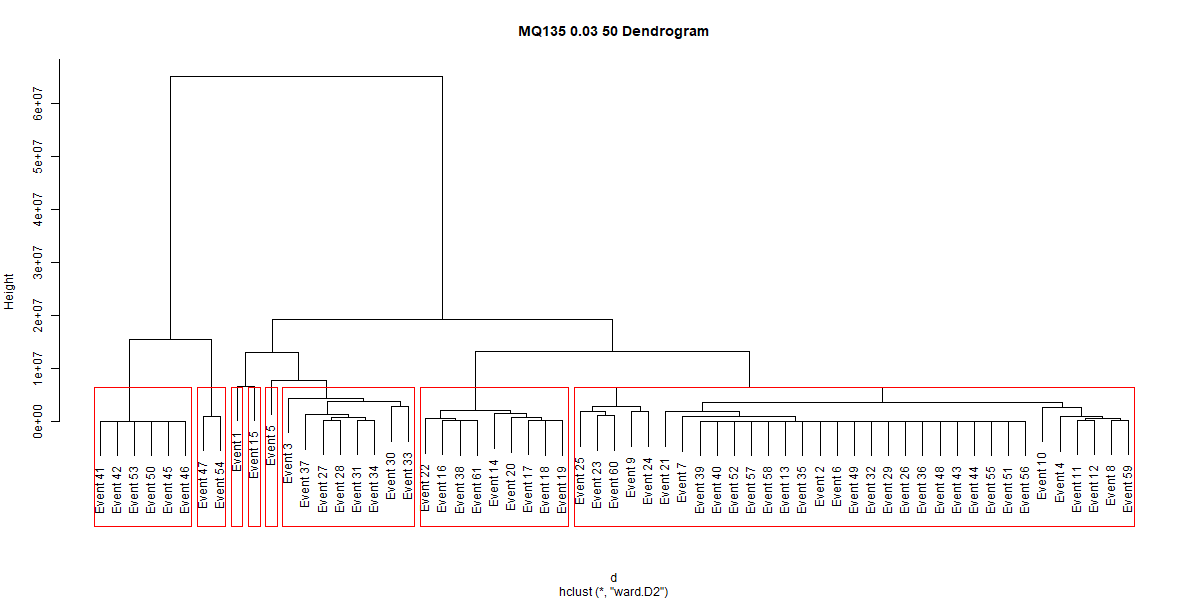 MQ135 0.03 50 Dendrogram
Height
6e+07
5e+07
4e+07
3e+07
2e+07
1e+07
0e+00
Event 41
Event 42
Event 53
Event 50
Event 45
Event 46
Event 47
Event 54
Event 1
Event 15
Event 5
Event 3
Event 37
Event 27
Event 28
Event 31
Event 34
Event 30
Event 33
Event 22
Event 16
Event 38
Event 61
Event 14
Event 20
Event 17
Event 18
Event 19
Event 25
Event 23
Event 60
Event 9
Event 24
Event 21
Event 7
Event 39
Event 40
Event 52
Event 57
Event 58
Event 13
Event 35
Event 2
Event 6
Event 49
Event 32
Event 29
Event 26
Event 36
Event 48
Event 43
Event 44
Event 55
Event 51
Event 56
Event 10
Event 4
Event 11
Event 12
Event 8
Event 59
d
hclust (*, "ward.D2")